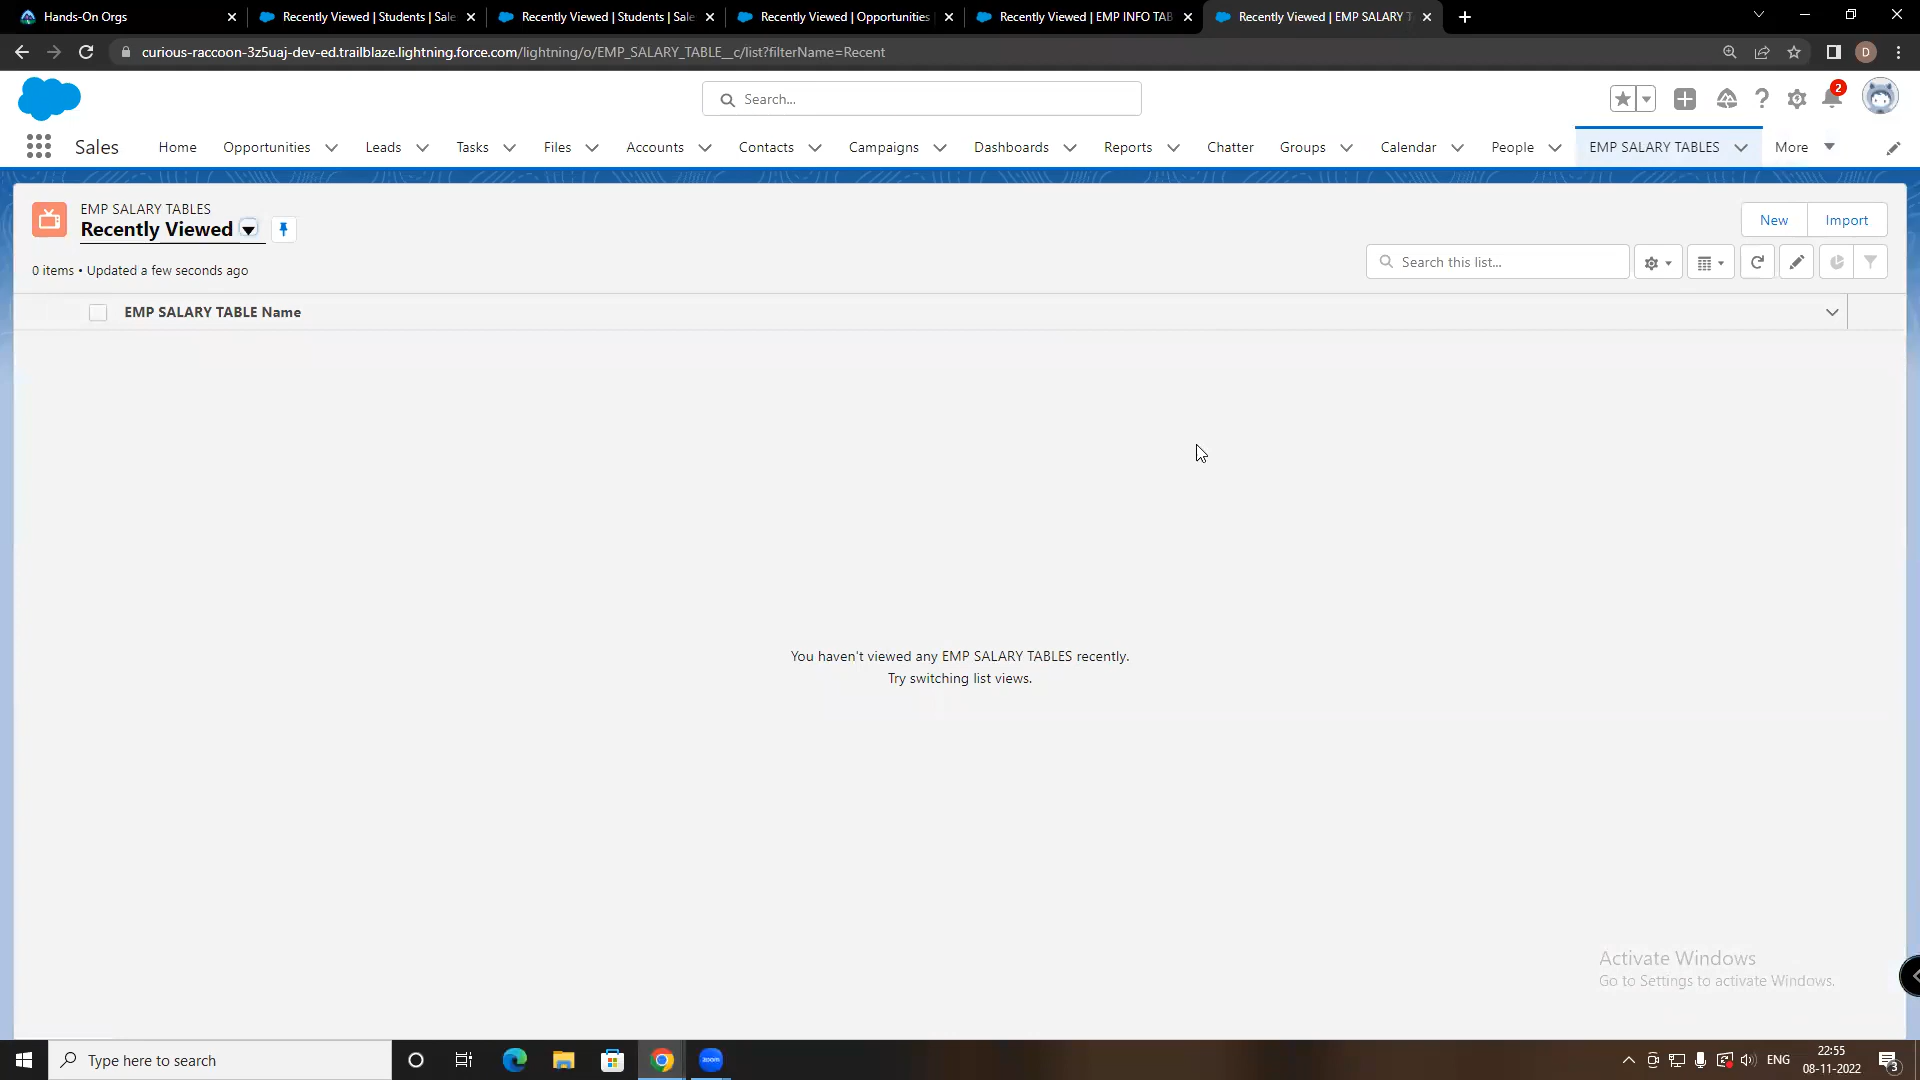 Hands-On Orgs
Recently Viewed | Students | Sale
Recently Viewed | Students | Sale
Recently Viewed | Opportunities
Recently Viewed | EMP INFO TAB
Recently Viewed | EMP SALARY T
curious-raccoon-3z5uaj-dev-ed.trailblaze.lightning.force.com/lightning/o/EMP_SALARY_TABLE__c/list?filterName=Recent
D
Search...
2
Sales
Home
Opportunities
Leads
Tasks
Files
Accounts
Contacts
Campaigns
Dashboards
Reports
Chatter
Groups
Calendar
People
EMP SALARY TABLES
More
EMP SALARY TABLES
Recently Viewed
New
Import
0 items • Updated a few seconds ago
Search this list...
EMP SALARY TABLE Name
You haven't viewed any EMP SALARY TABLES recently.
Try switching list views.
Activate Windows
Go to Settings to activate Windows.
Type here to search
zoom
ENG
22:55
08-11-2022
3